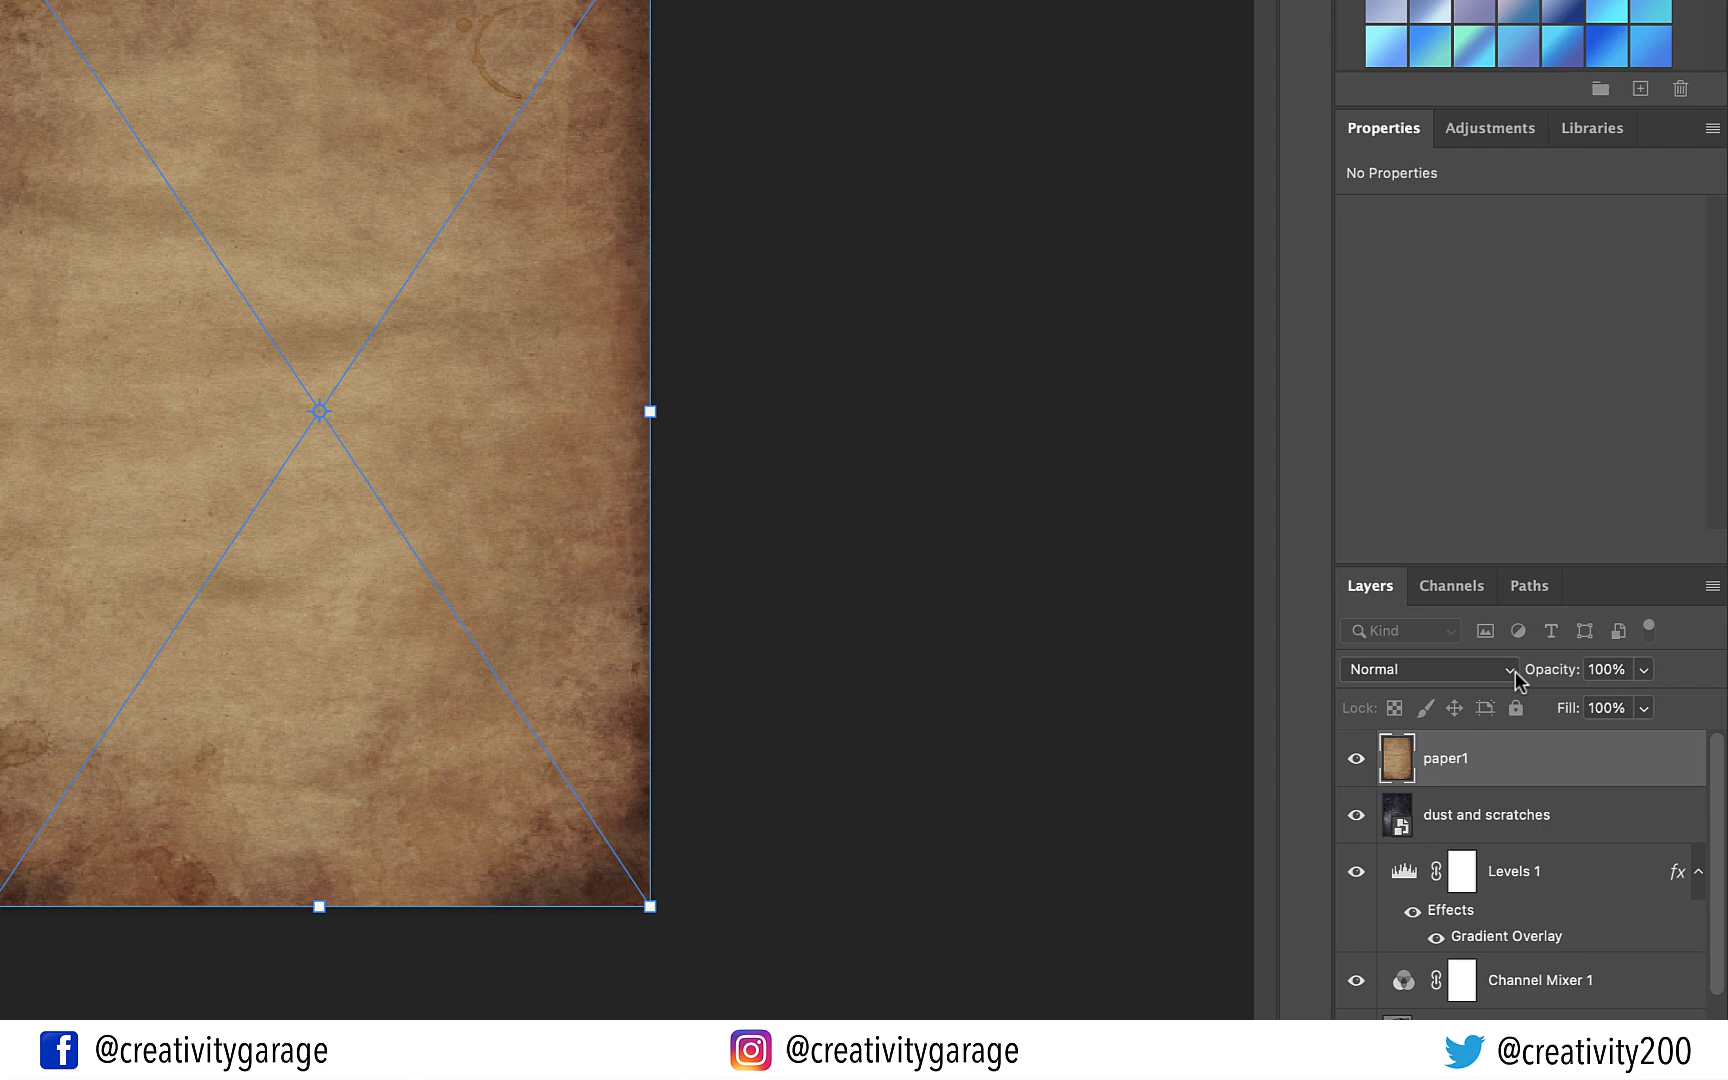 Properties Adjustments Libraries
No Properties
Layers Channels Paths
Kind
Normal Opacity: 100%
Lock: Fill: 100%
paper1
dust and scratches
Levels 1 fx
Effects
Gradient Overlay
Channel Mixer 1
@creativitygarage @creativitygarage @creativity200